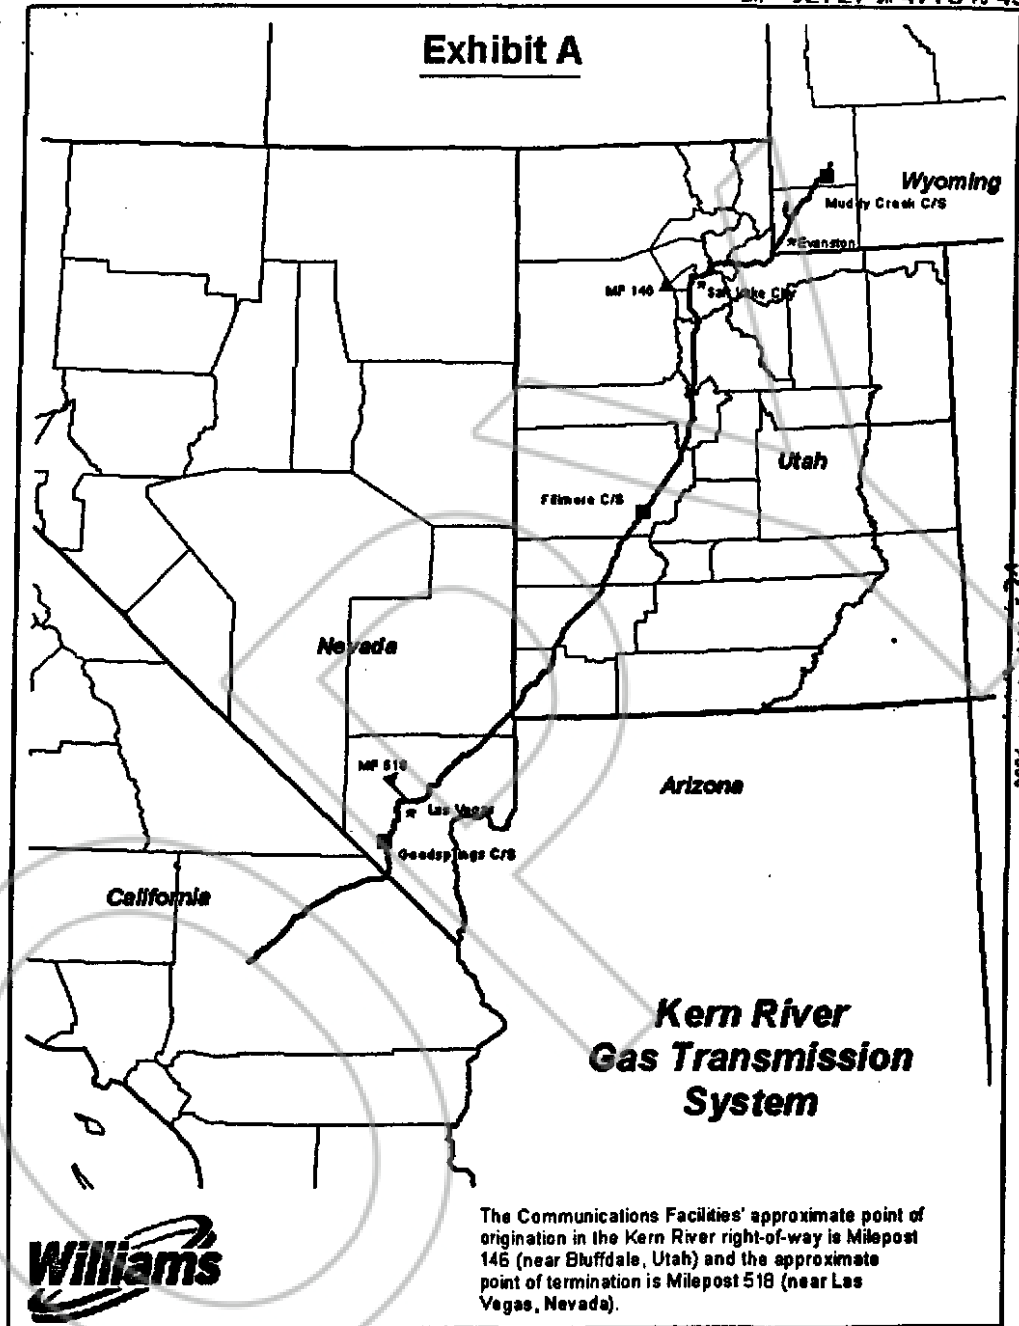 Exhibit A
Wyoming
Muddy Creek C/S
Evanston
MP 146
Salt Lake City
Utah
Fillmore C/S
Nevada
MP 518
Las Vegas
Arizona
Goodsprings C/S
California
Kern River
Gas Transmission
System
Williams
The Communications Facilities' approximate point of
origination in the Kern River right-of-way is Milepost
146 (near Bluffdale, Utah) and the approximate
point of termination is Milepost 518 (near Las
Vegas, Nevada).